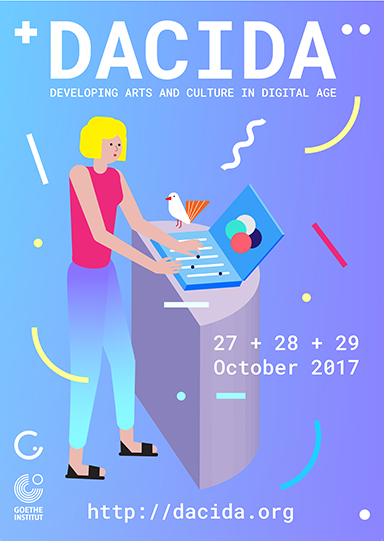 +DACIDA
DEVELOPING ARTS AND CULTURE IN DIGITAL AGE
27 + 28 + 29
October 2017
GOETHE
INSTITUT
http://dacida.org